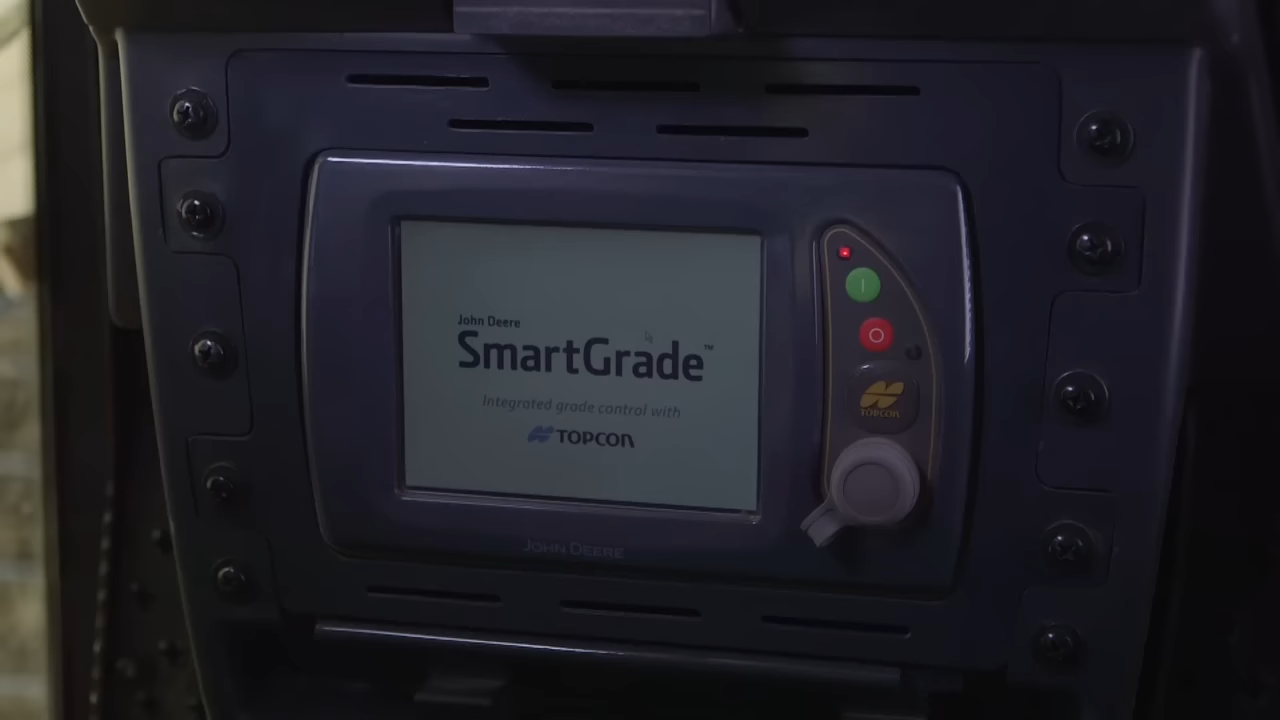 John Deere
SmartGrade™
Integrated grade control with
TOPCON
TOPCON
JOHN DEERE